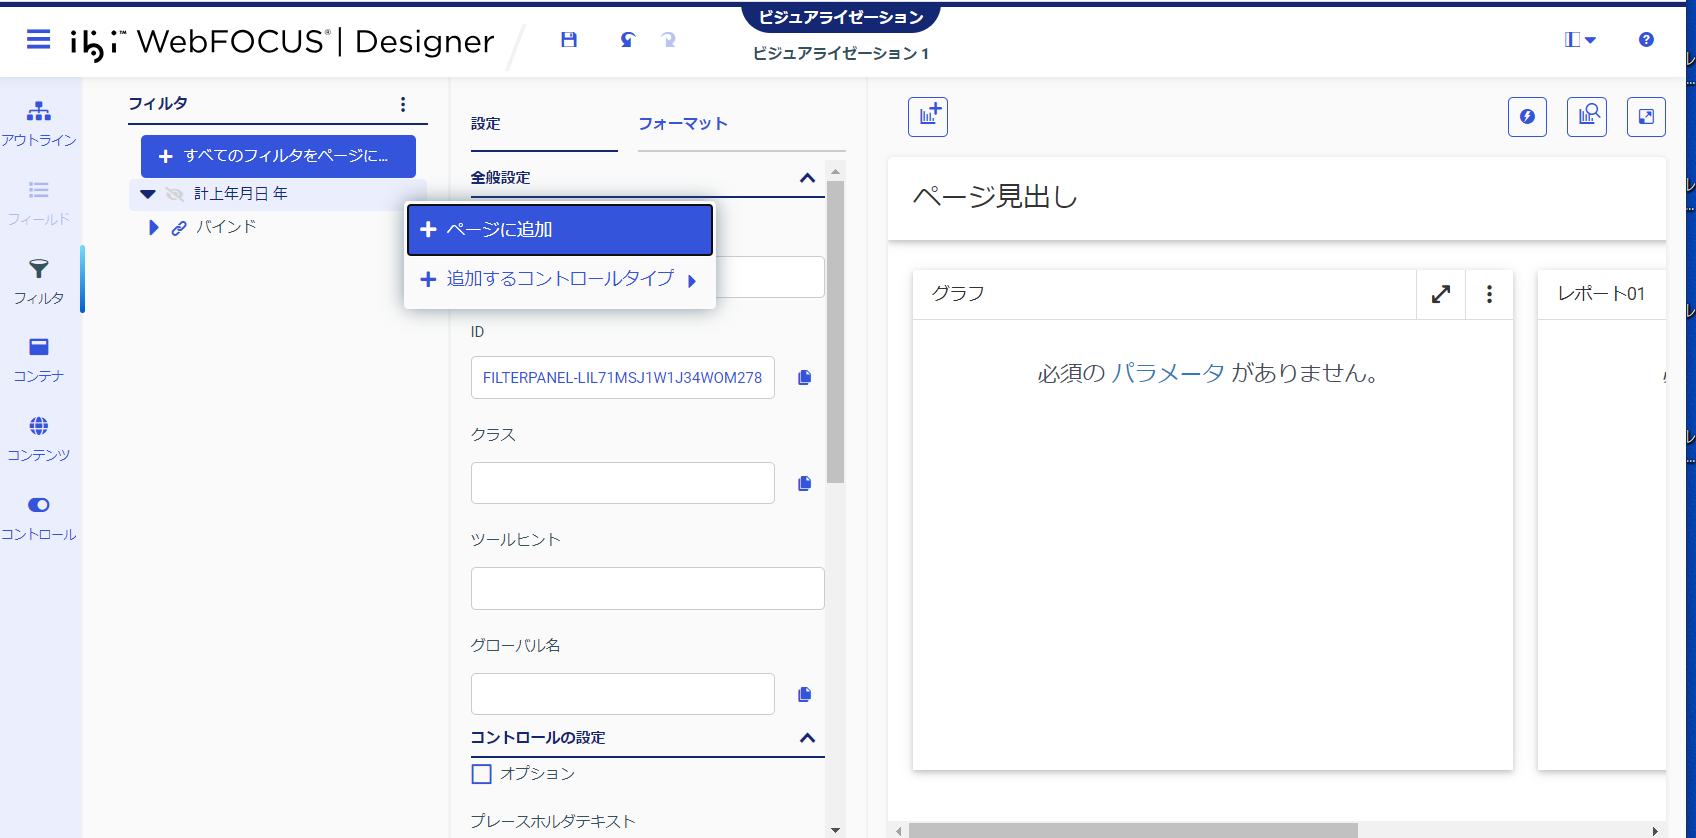 ビジュアライゼーション
ibi™ WebFOCUS® | Designer
ビジュアライゼーション 1
アウトライン
フィールド
フィルタ
コンテナ
コンテンツ
コントロール
フィルタ
+ すべてのフィルタをページに...
計上年月日 年
バインド
+ ページに追加
+ 追加するコントロールタイプ
設定
フォーマット
全般設定
ID
FILTERPANEL-LIL71MSJ1W1J34WOM278
クラス
ツールヒント
グローバル名
コントロールの設定
オプション
プレースホルダテキスト
ページ見出し
グラフ
必須の パラメータ がありません。
レポート01